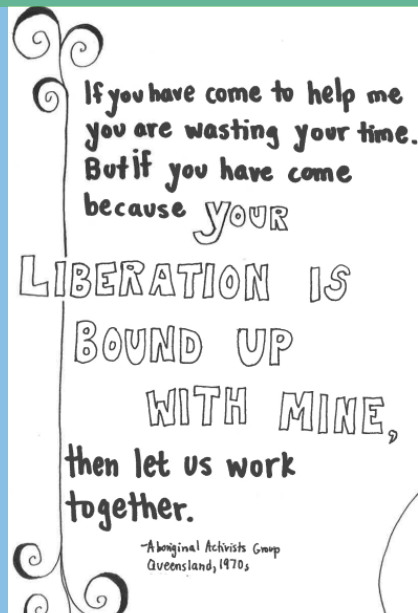 If you have come to help me
you are wasting your time.
But if you have come
because YOUR
LIBERATION IS
BOUND UP
WITH MINE,
then let us work
together.
-Aboriginal Activists Group
Queensland, 1970s